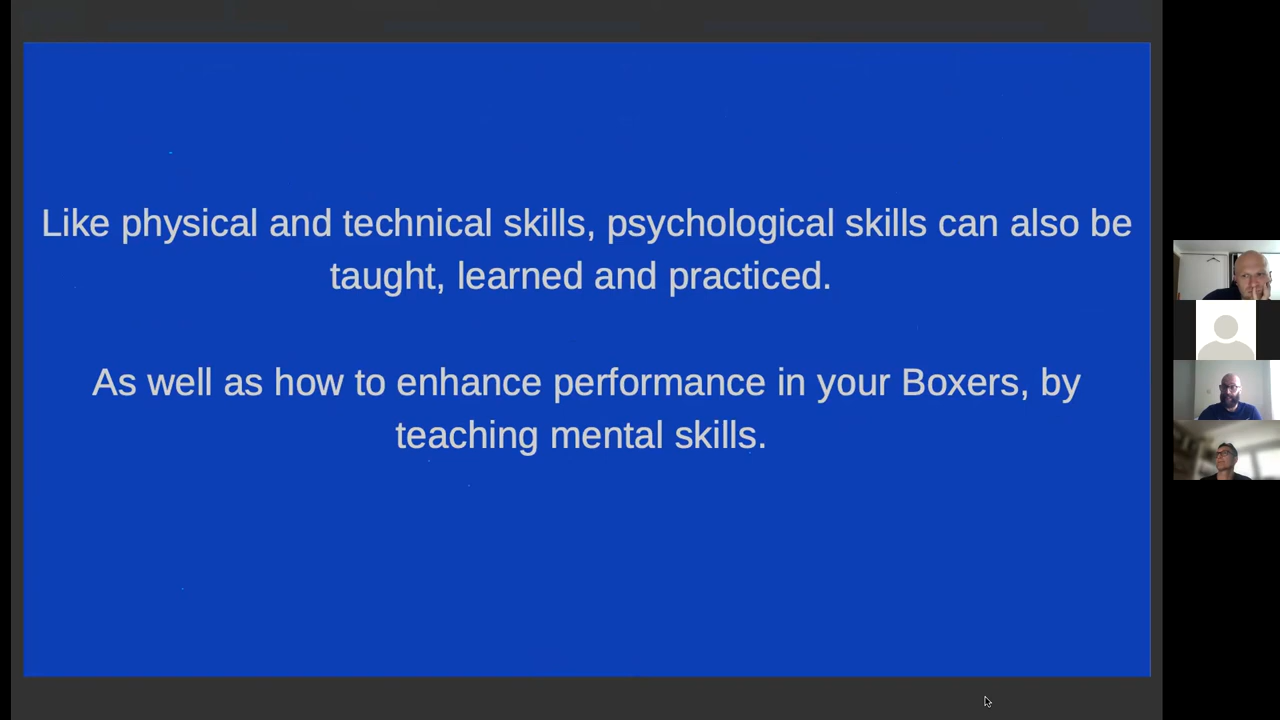 Like physical and technical skills, psychological skills can also be
taught, learned and practiced.
As well as how to enhance performance in your Boxers, by
teaching mental skills.